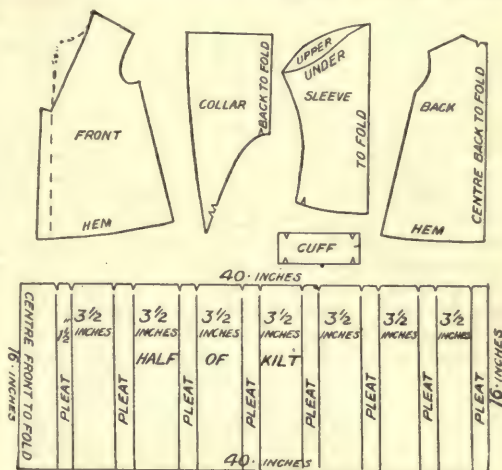 FRONT
HEM
COLLAR
BACK TO FOLD
UPPER
UNDER
SLEEVE
TO FOLD
CUFF
BACK
CENTRE BACK TO FOLD
HEM
40. INCHES
16. INCHES
CENTRE FRONT TO FOLD
PLEAT
1½"
3½
INCHES
PLEAT
3½
INCHES
HALF
PLEAT
3½
INCHES
OF
PLEAT
3½
INCHES
KILT
PLEAT
3½
INCHES
PLEAT
3½
INCHES
PLEAT
3½
INCHES
PLEAT
16. INCHES
40. INCHES